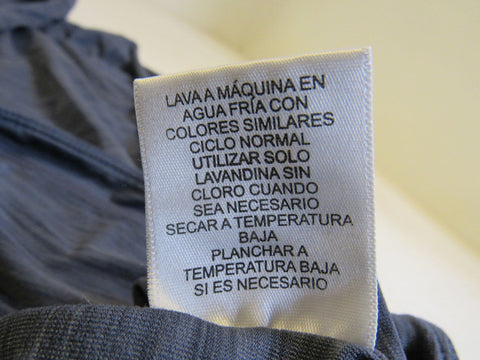 LAVA A MÁQUINA EN
AGUA FRÍA CON
COLORES SIMILARES
CICLO NORMAL
UTILIZAR SOLO
LAVANDINA SIN
CLORO CUANDO
SEA NECESARIO
SECAR A TEMPERATURA
BAJA
PLANCHAR A
TEMPERATURA BAJA
SI ES NECESARIO